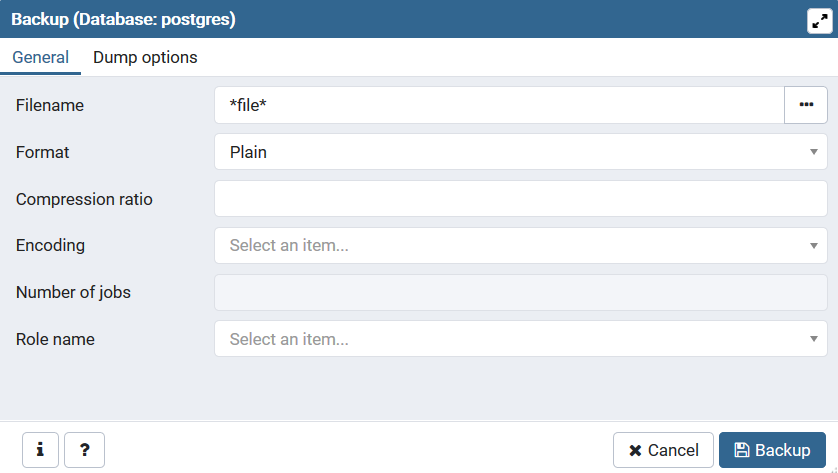 Backup (Database: postgres)
General Dump options
Filename *file* •••
Format Plain
Compression ratio
Encoding Select an item...
Number of jobs
Role name Select an item...
i ? Cancel Backup